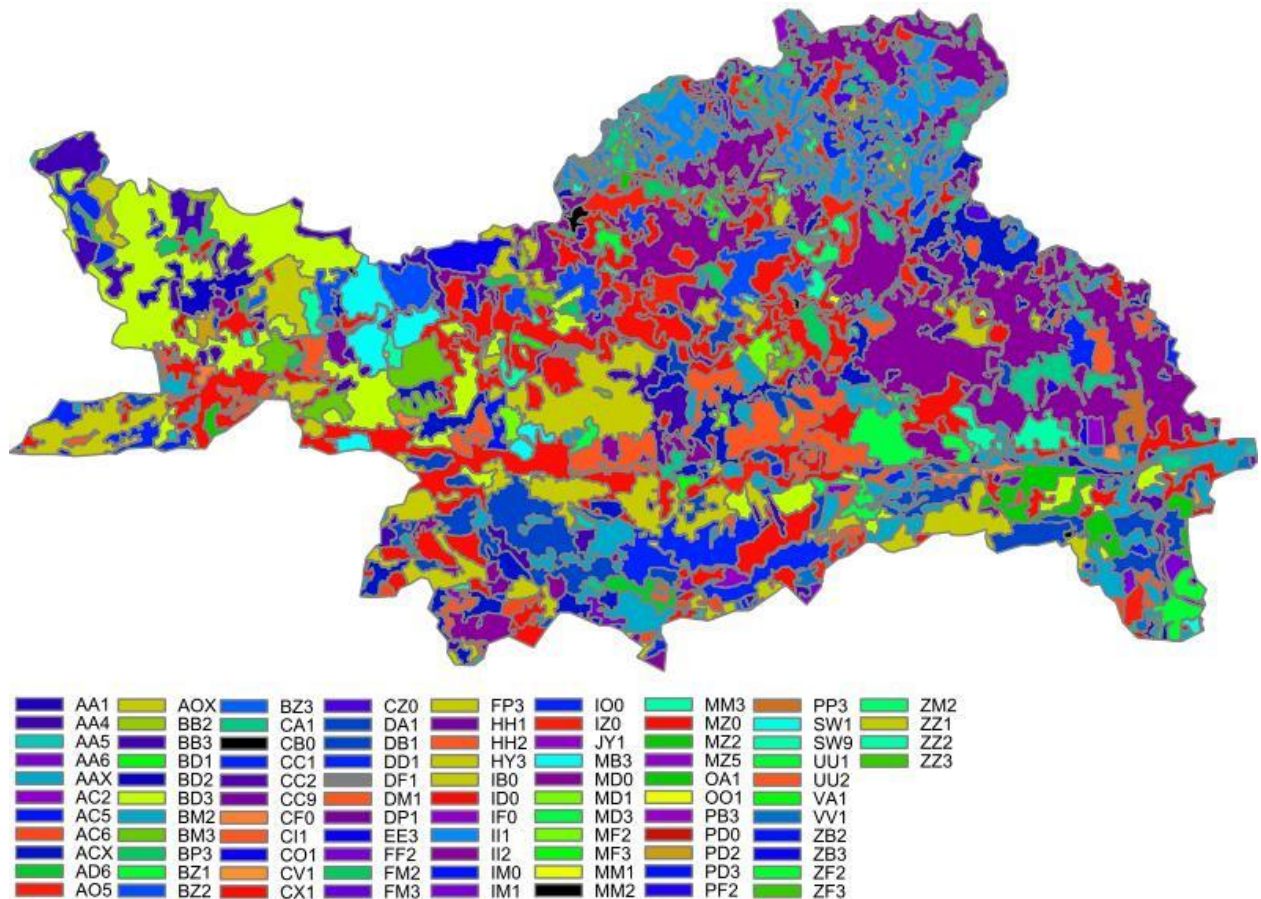 AA1 AOX BZ3 CZ0 FP3 IO0 MM3 PP3 ZM2
AA4 BB2 CA1 DA1 HH1 IZ0 MZ0 SW1 ZZ1
AA5 BB3 CB0 DB1 HH2 JY1 MZ2 SW9 ZZ2
AA6 BD1 CC1 DD1 HY3 MB3 MZ5 UU1 ZZ3
AAX BD2 CC2 DF1 IB0 MD0 OA1 UU2
AC2 BD3 CC9 DM1 ID0 MD1 OO1 VA1
AC5 BM2 CF0 DP1 IF0 MD3 PB3 VV1
AC6 BM3 CI1 EE3 II1 MF2 PD0 ZB2
ACX BP3 CO1 FF2 II2 MF3 PD2 ZB3
AD6 BZ1 CV1 FM2 IM0 MM1 PD3 ZF2
AO5 BZ2 CX1 FM3 IM1 MM2 PF2 ZF3